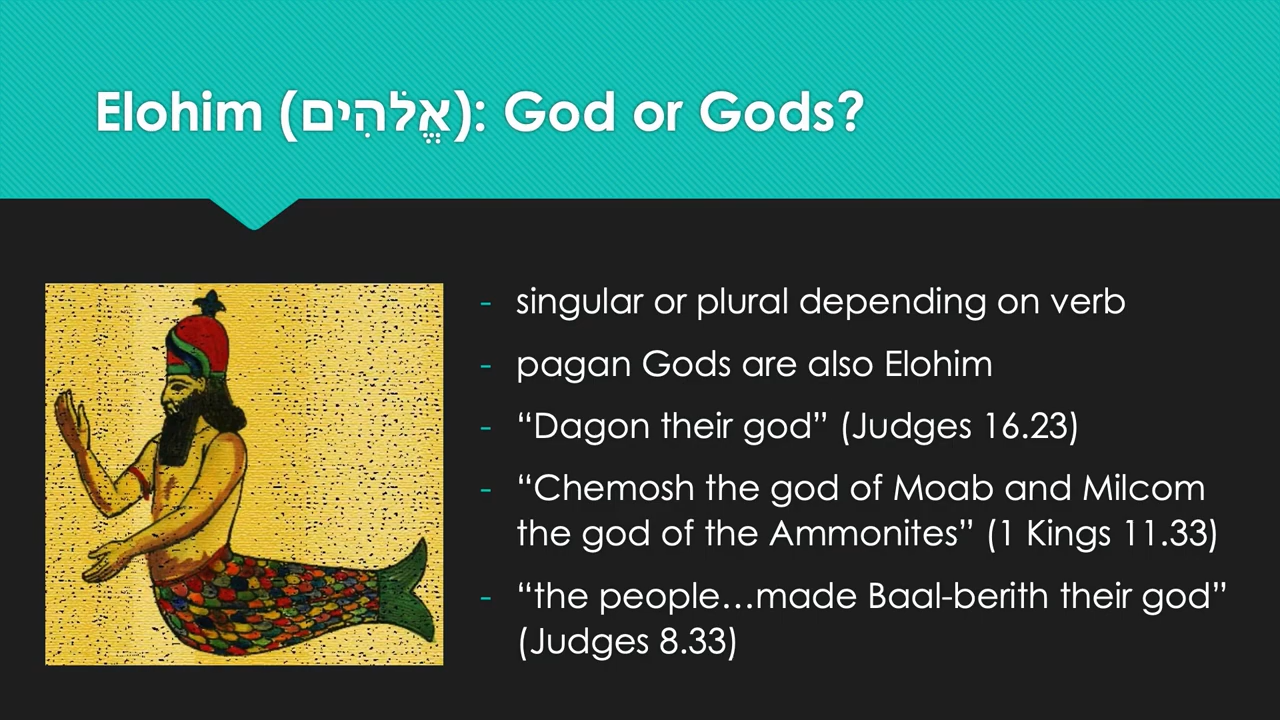 Elohim (אֱלֹהִים): God or Gods?
- singular or plural depending on verb
- pagan Gods are also Elohim
- “Dagon their god” (Judges 16.23)
- “Chemosh the god of Moab and Milcom
the god of the Ammonites” (1 Kings 11.33)
- “the people…made Baal-berith their god”
(Judges 8.33)